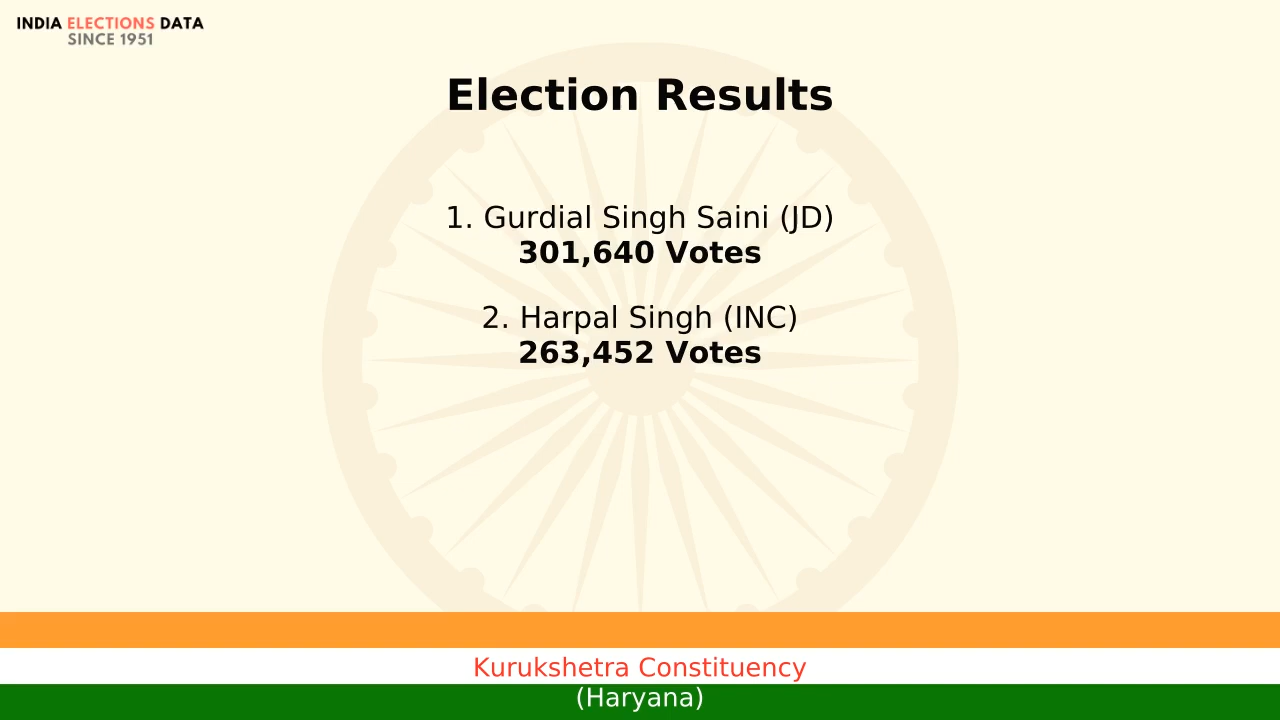 INDIA ELECTIONS DATA
SINCE 1951
Election Results
1. Gurdial Singh Saini (JD)
301,640 Votes
2. Harpal Singh (INC)
263,452 Votes
Kurukshetra Constituency
(Haryana)